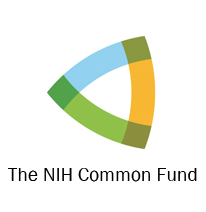 The NIH Common Fund